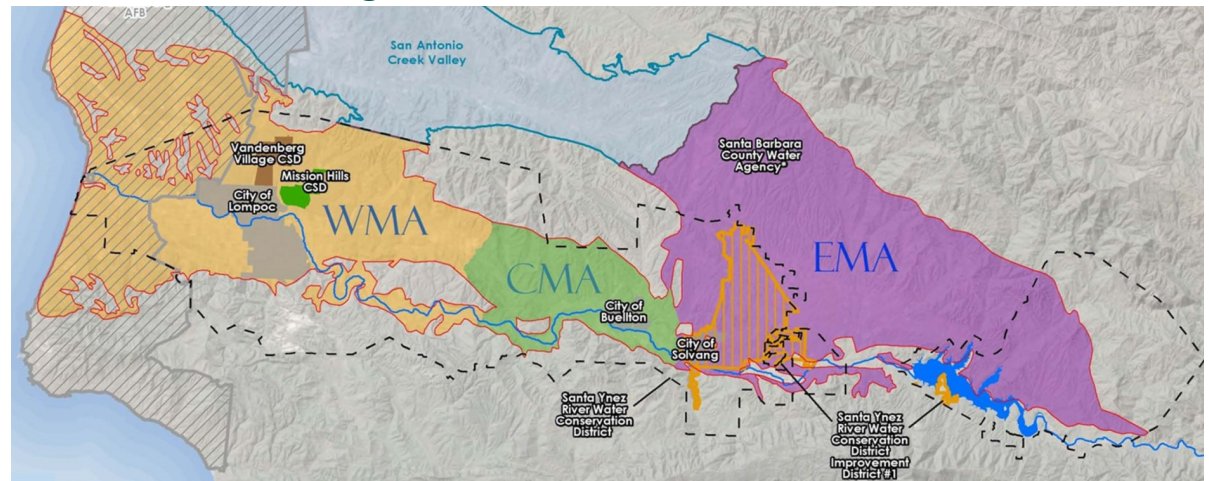 AFB
San Antonio
Creek Valley
Santa Barbara
County Water
Agency*
Vandenberg
Village CSD
Mission Hills
CSD
City of
Lompoc
WMA
EMA
CMA
City of
Buellton
City of
Solvang
Santa Ynez
River Water
Conservation
District
Santa Ynez
River Water
Conservation
District
Improvement
District #1